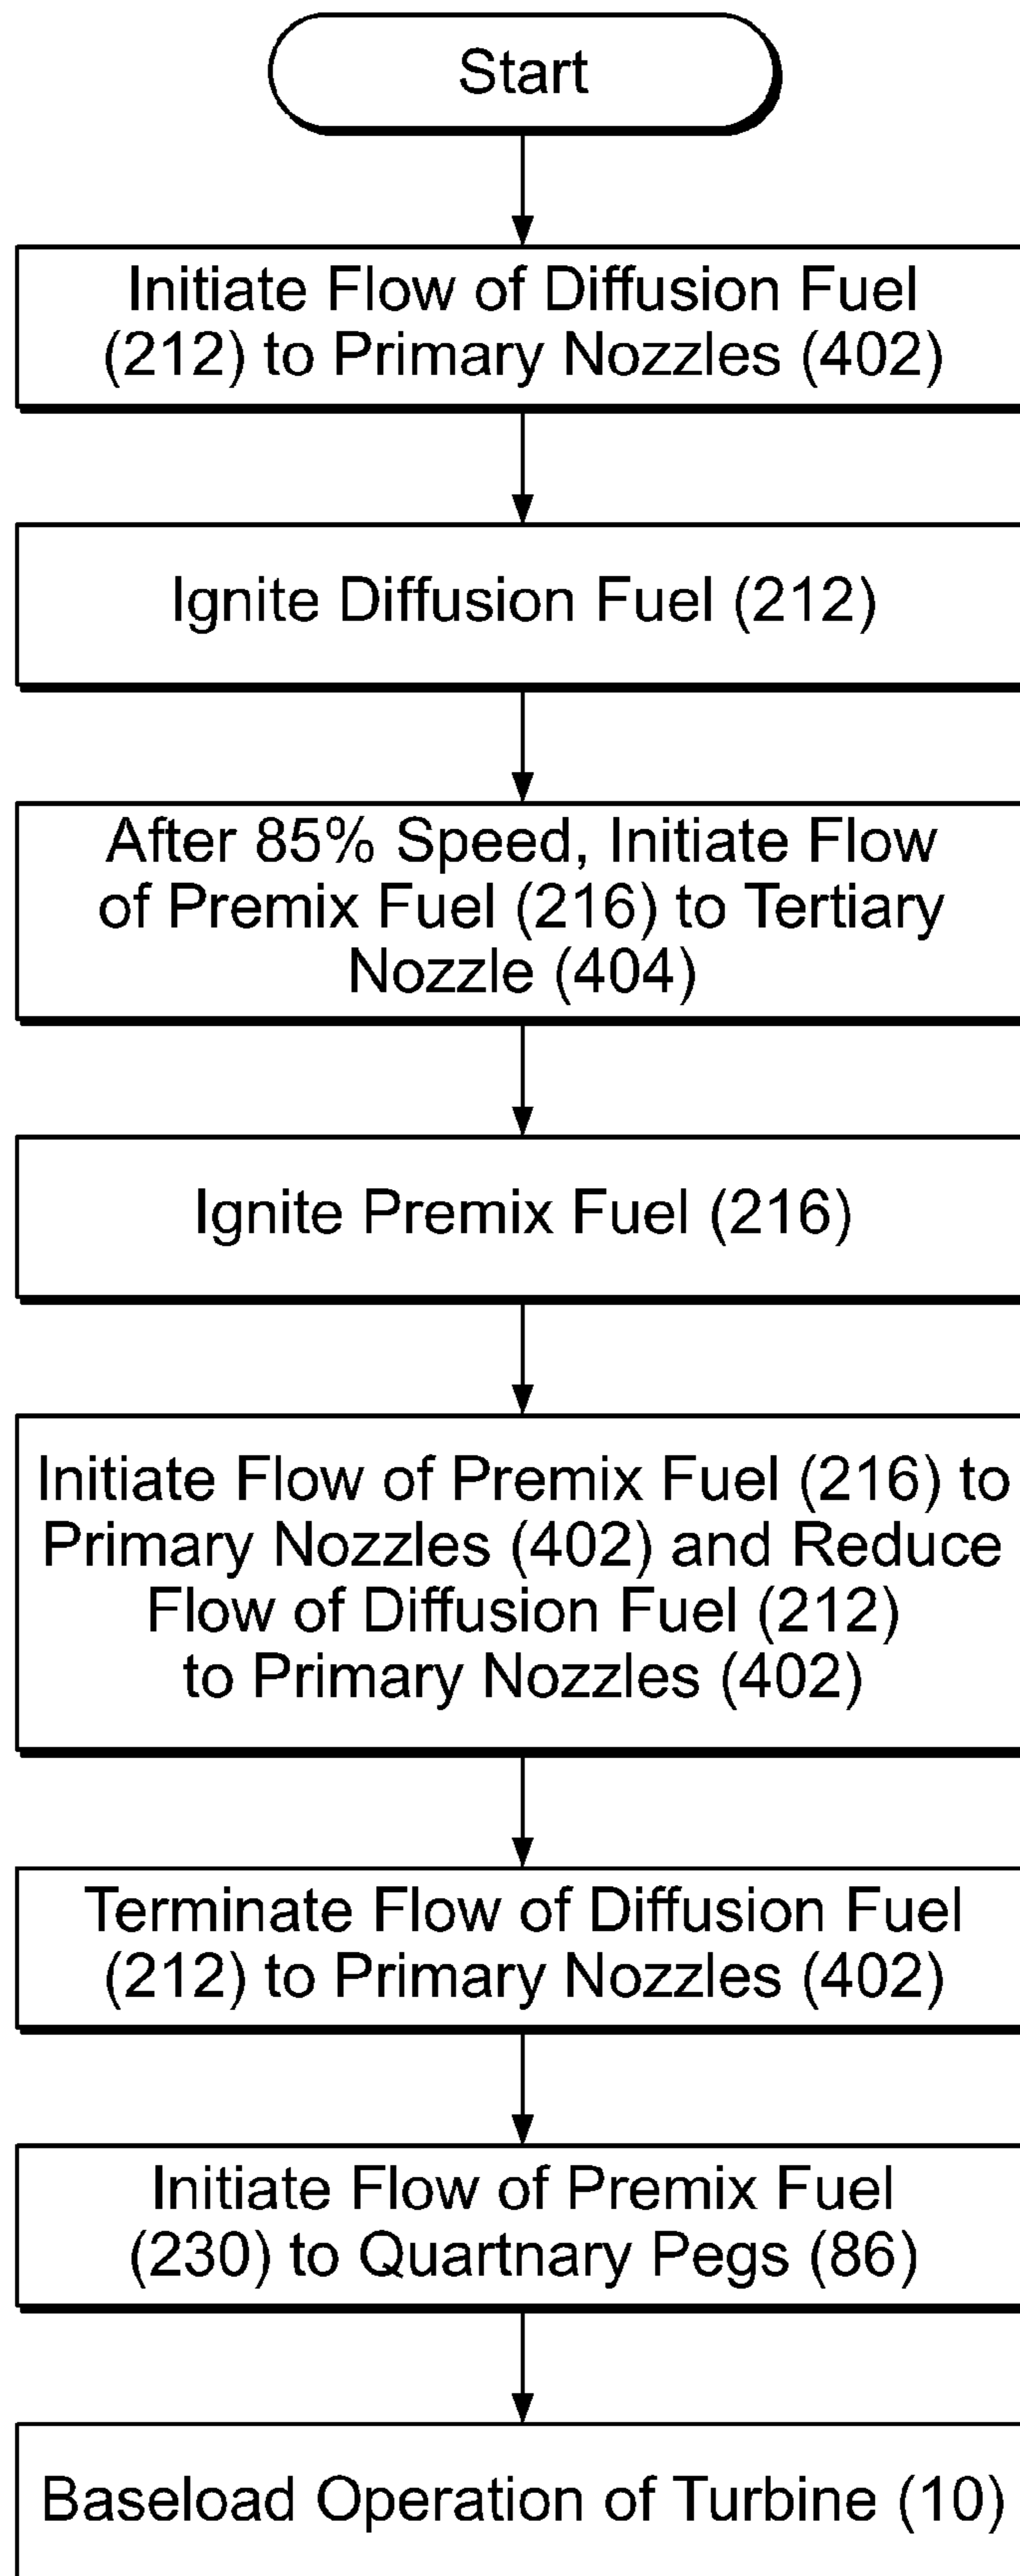 Start
Initiate Flow of Diffusion Fuel
(212) to Primary Nozzles (402)
Ignite Diffusion Fuel (212)
After 85% Speed, Initiate Flow
of Premix Fuel (216) to Tertiary
Nozzle (404)
Ignite Premix Fuel (216)
Initiate Flow of Premix Fuel (216) to
Primary Nozzles (402) and Reduce
Flow of Diffusion Fuel (212)
to Primary Nozzles (402)
Terminate Flow of Diffusion Fuel
(212) to Primary Nozzles (402)
Initiate Flow of Premix Fuel
(230) to Quartnary Pegs (86)
Baseload Operation of Turbine (10)